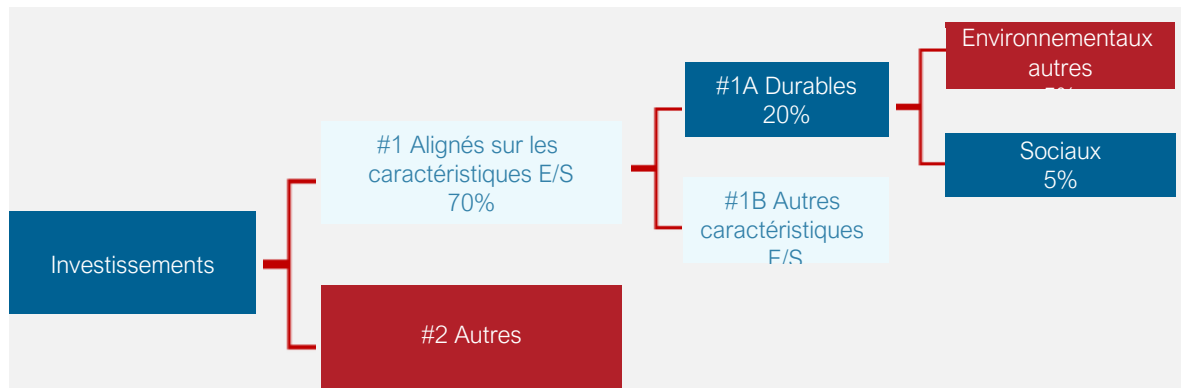 Investissements
#1 Alignés sur les
caractéristiques E/S
70%
#2 Autres
#1A Durables
20%
#1B Autres
caractéristiques
E/S
Environnementaux
autres
Sociaux
5%